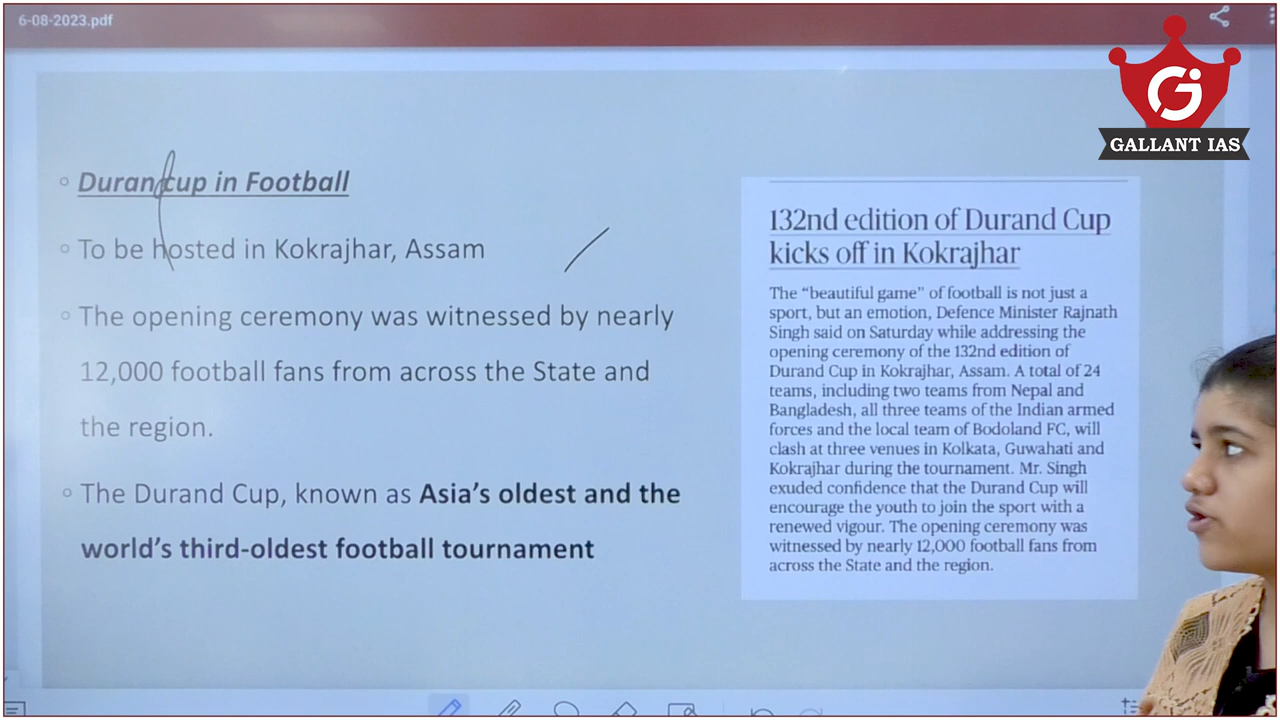 6-08-2023.pdf
GALLANT IAS
Durandcup in Football
To be hosted in Kokrajhar, Assam
The opening ceremony was witnessed by nearly
12,000 football fans from across the State and
the region.
The Durand Cup, known as Asia's oldest and the
world's third-oldest football tournament
132nd edition of Durand Cup
kicks off in Kokrajhar
The "beautiful game" of football is not just a
sport, but an emotion, Defence Minister Rajnath
Singh said on Saturday while addressing the
opening ceremony of the 132nd edition of
Durand Cup in Kokrajhar, Assam. A total of 24
teams, including two teams from Nepal and
Bangladesh, all three teams of the Indian armed
forces and the local team of Bodoland FC, will
clash at three venues in Kolkata, Guwahati and
Kokrajhar during the tournament. Mr. Singh
exuded confidence that the Durand Cup will
encourage the youth to join the sport with a
renewed vigour. The opening ceremony was
witnessed by nearly 12,000 football fans from
across the State and the region.